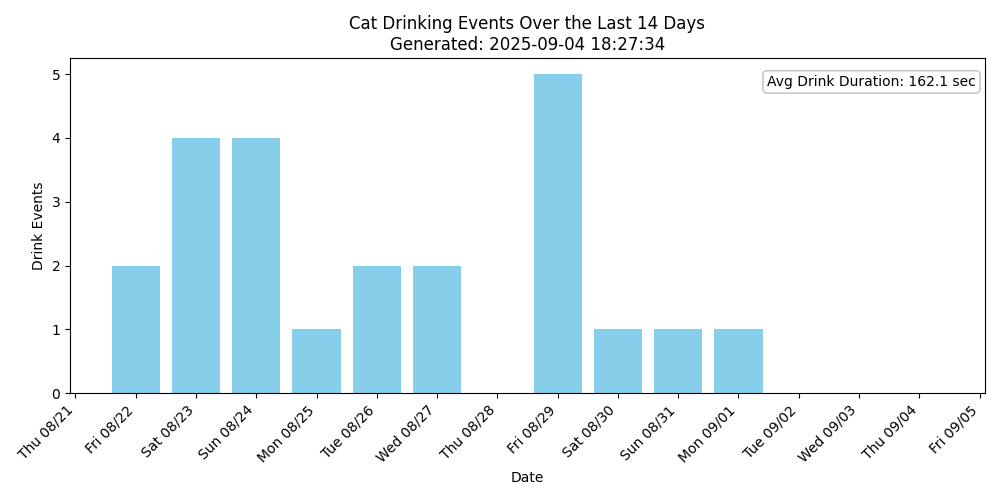 Cat Drinking Events Over the Last 14 Days
Generated: 2025-09-04 18:27:34
Avg Drink Duration: 162.1 sec
Drink Events
5
4
3
2
1
0
Thu 08/21
Fri 08/22
Sat 08/23
Sun 08/24
Mon 08/25
Tue 08/26
Wed 08/27
Thu 08/28
Fri 08/29
Sat 08/30
Sun 08/31
Mon 09/01
Tue 09/02
Wed 09/03
Thu 09/04
Fri 09/05
Date